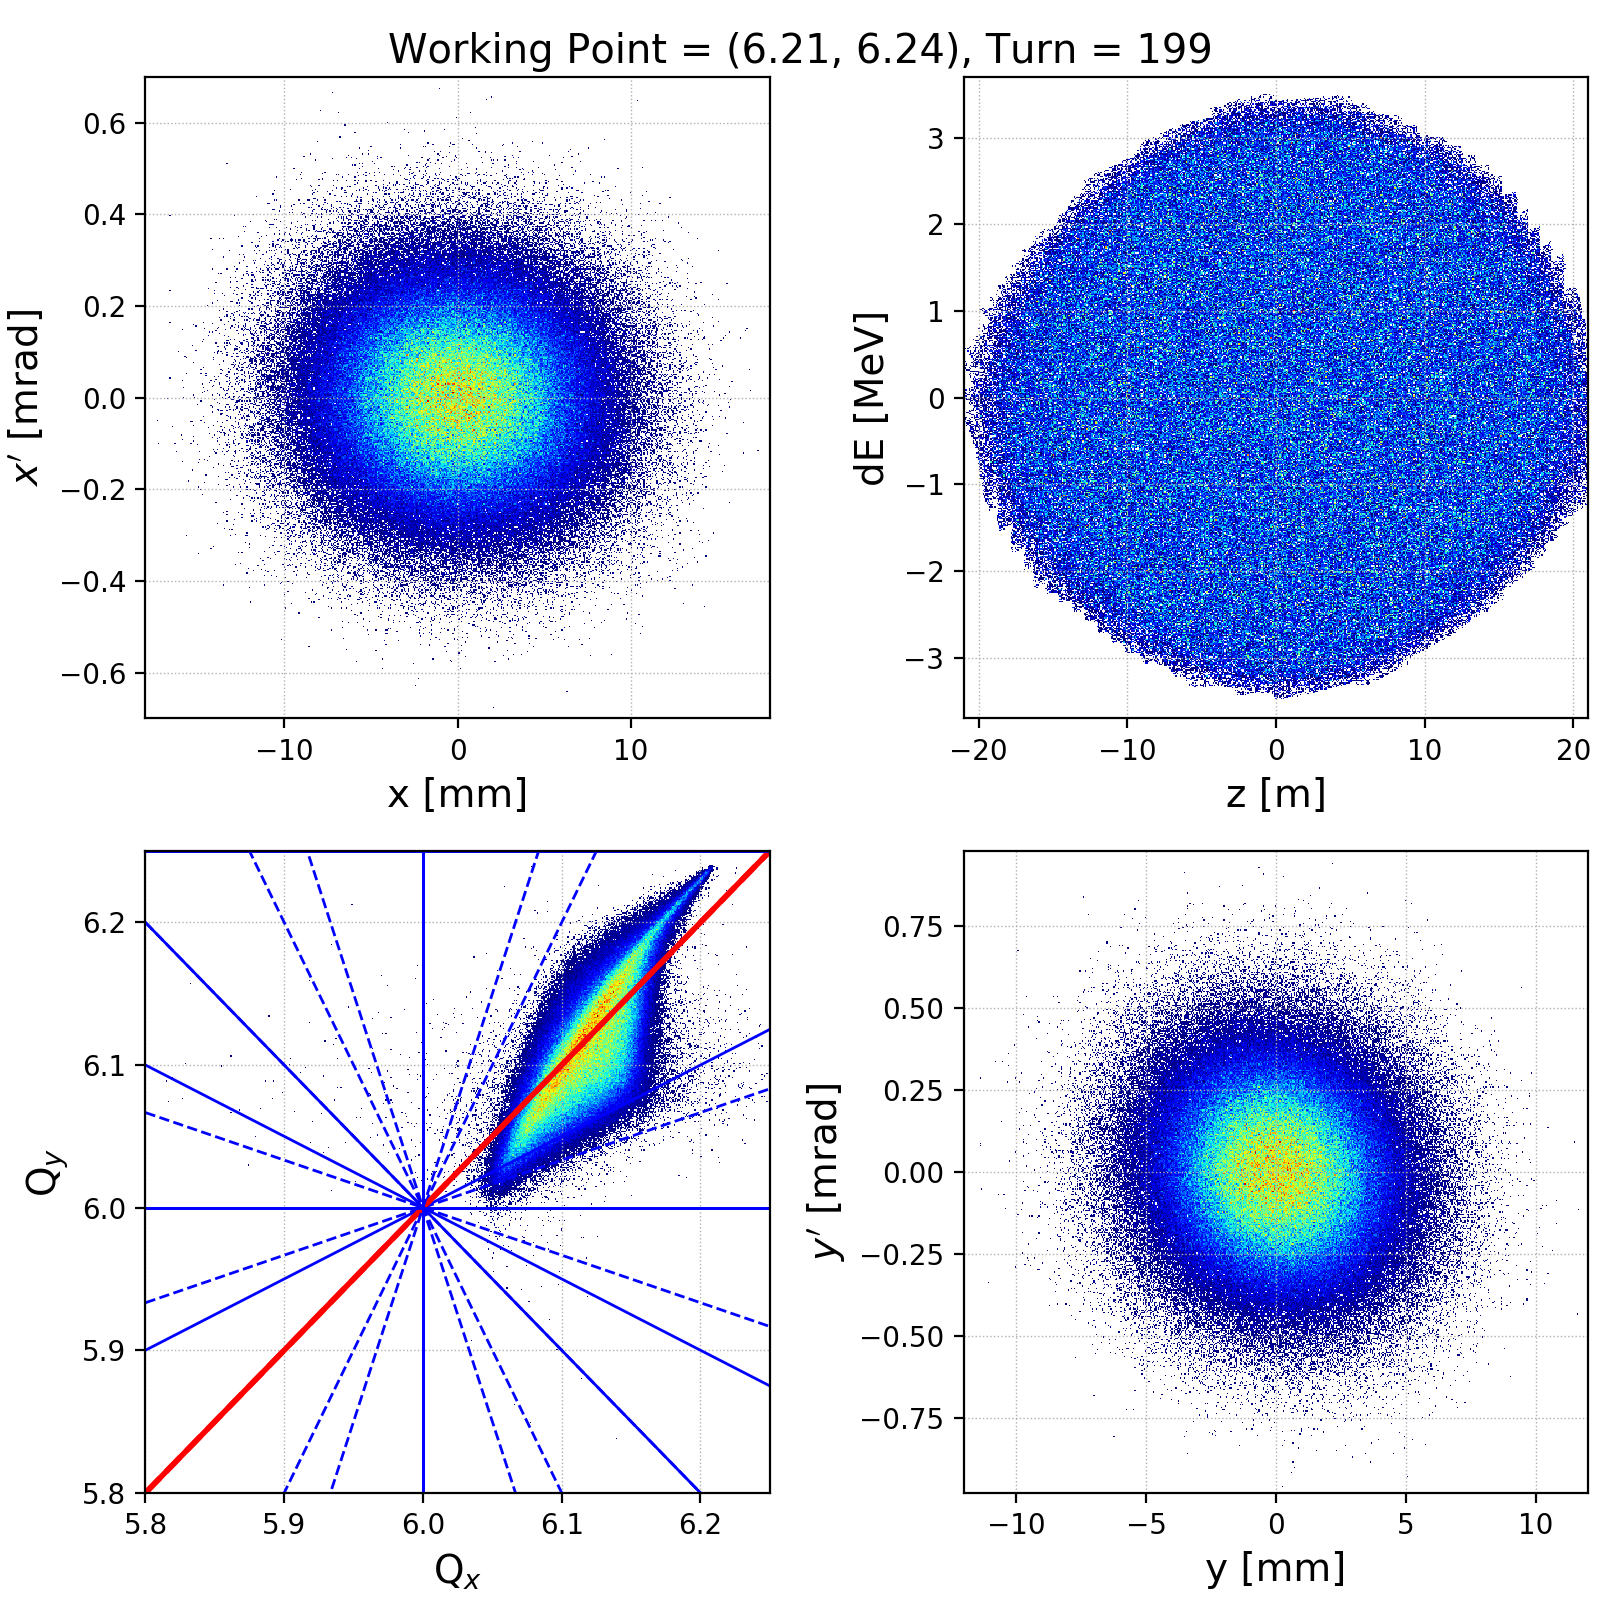 Working Point = (6.21, 6.24), Turn = 199
0.6
0.4
0.2
0.0
−0.2
−0.4
−0.6
x′ [mrad]
−10 0 10
x [mm]
3
2
1
0
−1
−2
−3
dE [MeV]
−20 −10 0 10 20
z [m]
6.2
6.1
6.0
5.9
5.8
Qy
5.8 5.9 6.0 6.1 6.2
Qx
0.75
0.50
0.25
0.00
−0.25
−0.50
−0.75
y′ [mrad]
−10 −5 0 5 10
y [mm]